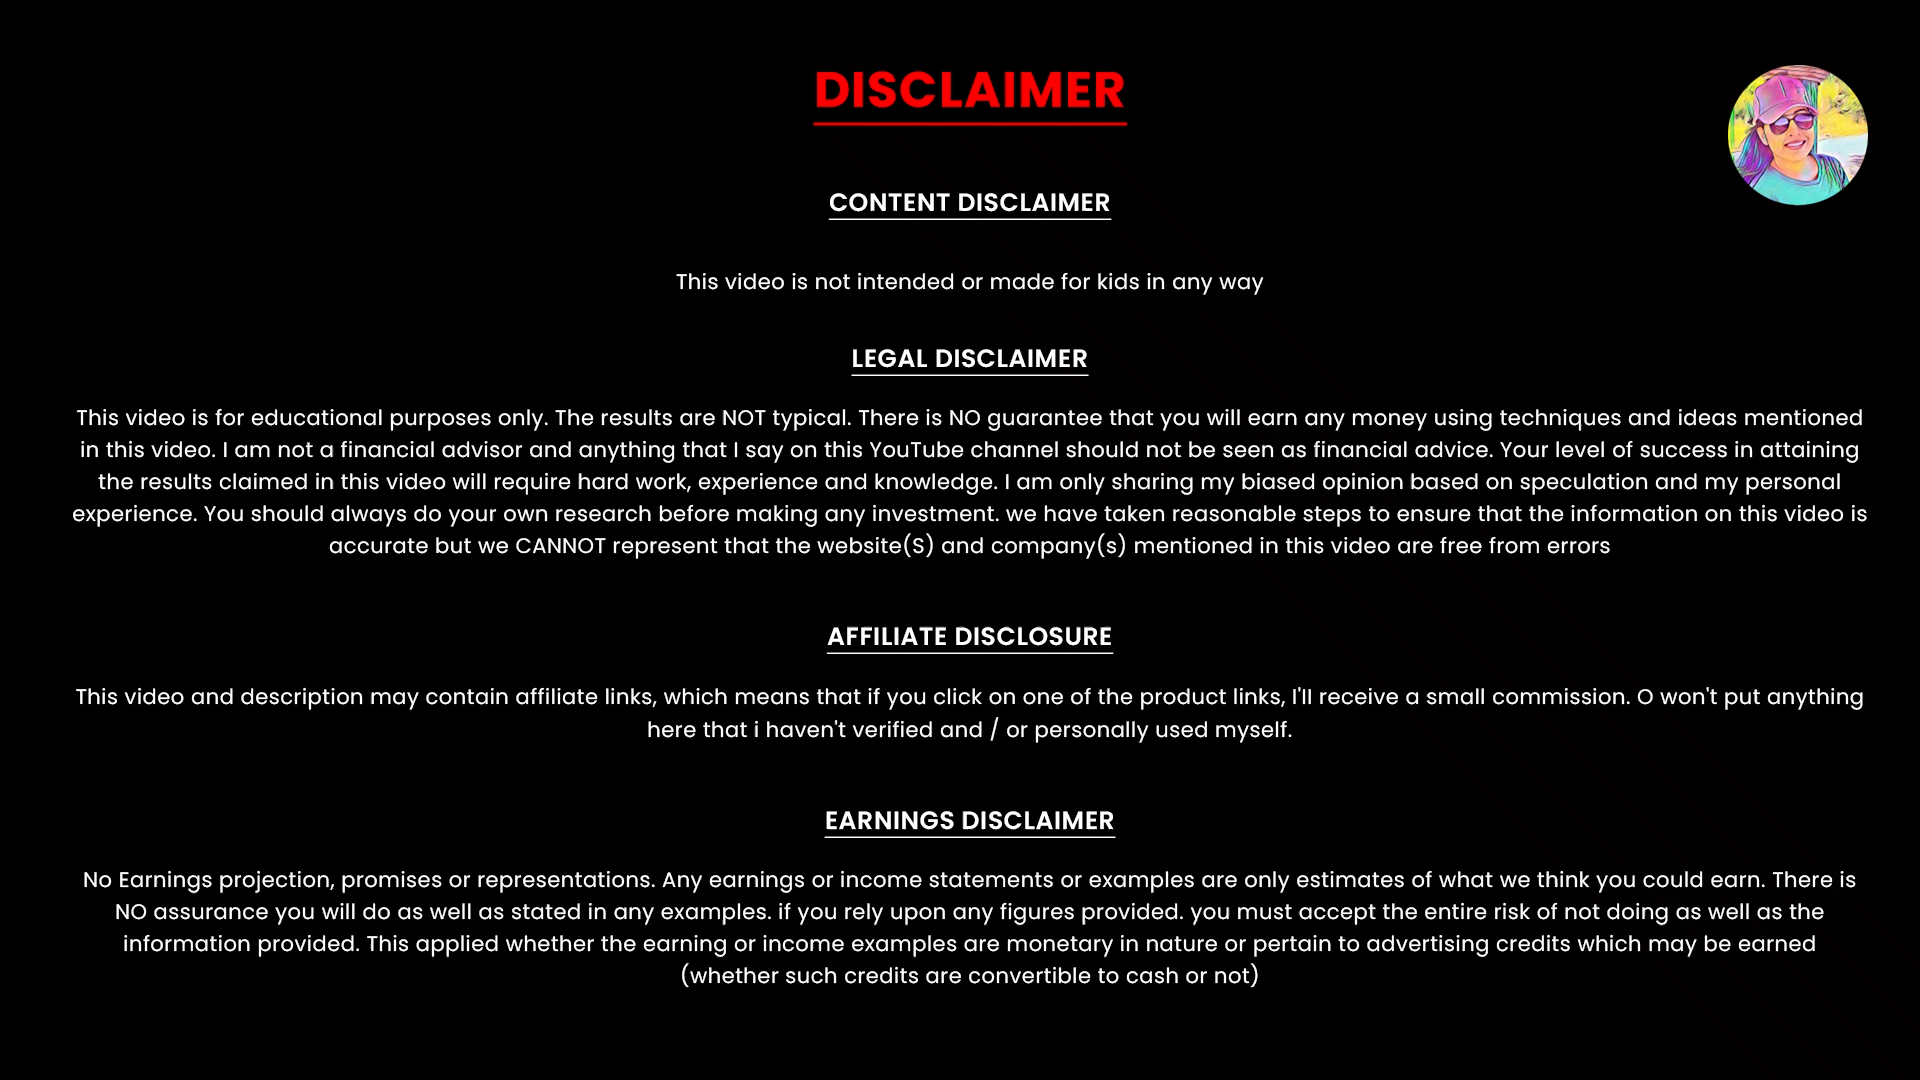 DISCLAIMER
CONTENT DISCLAIMER
This video is not intended or made for kids in any way
LEGAL DISCLAIMER
This video is for educational purposes only. The results are NOT typical. There is NO guarantee that you will earn any money using techniques and ideas mentioned
in this video. I am not a financial advisor and anything that I say on this YouTube channel should not be seen as financial advice. Your level of success in attaining
the results claimed in this video will require hard work, experience and knowledge. I am only sharing my biased opinion based on speculation and my personal
experience. You should always do your own research before making any investment. we have taken reasonable steps to ensure that the information on this video is
accurate but we CANNOT represent that the website(S) and company(s) mentioned in this video are free from errors
AFFILIATE DISCLOSURE
This video and description may contain affiliate links, which means that if you click on one of the product links, I'II receive a small commission. O won't put anything
here that i haven't verified and / or personally used myself.
EARNINGS DISCLAIMER
No Earnings projection, promises or representations. Any earnings or income statements or examples are only estimates of what we think you could earn. There is
NO assurance you will do as well as stated in any examples. if you rely upon any figures provided. you must accept the entire risk of not doing as well as the
information provided. This applied whether the earning or income examples are monetary in nature or pertain to advertising credits which may be earned
(whether such credits are convertible to cash or not)